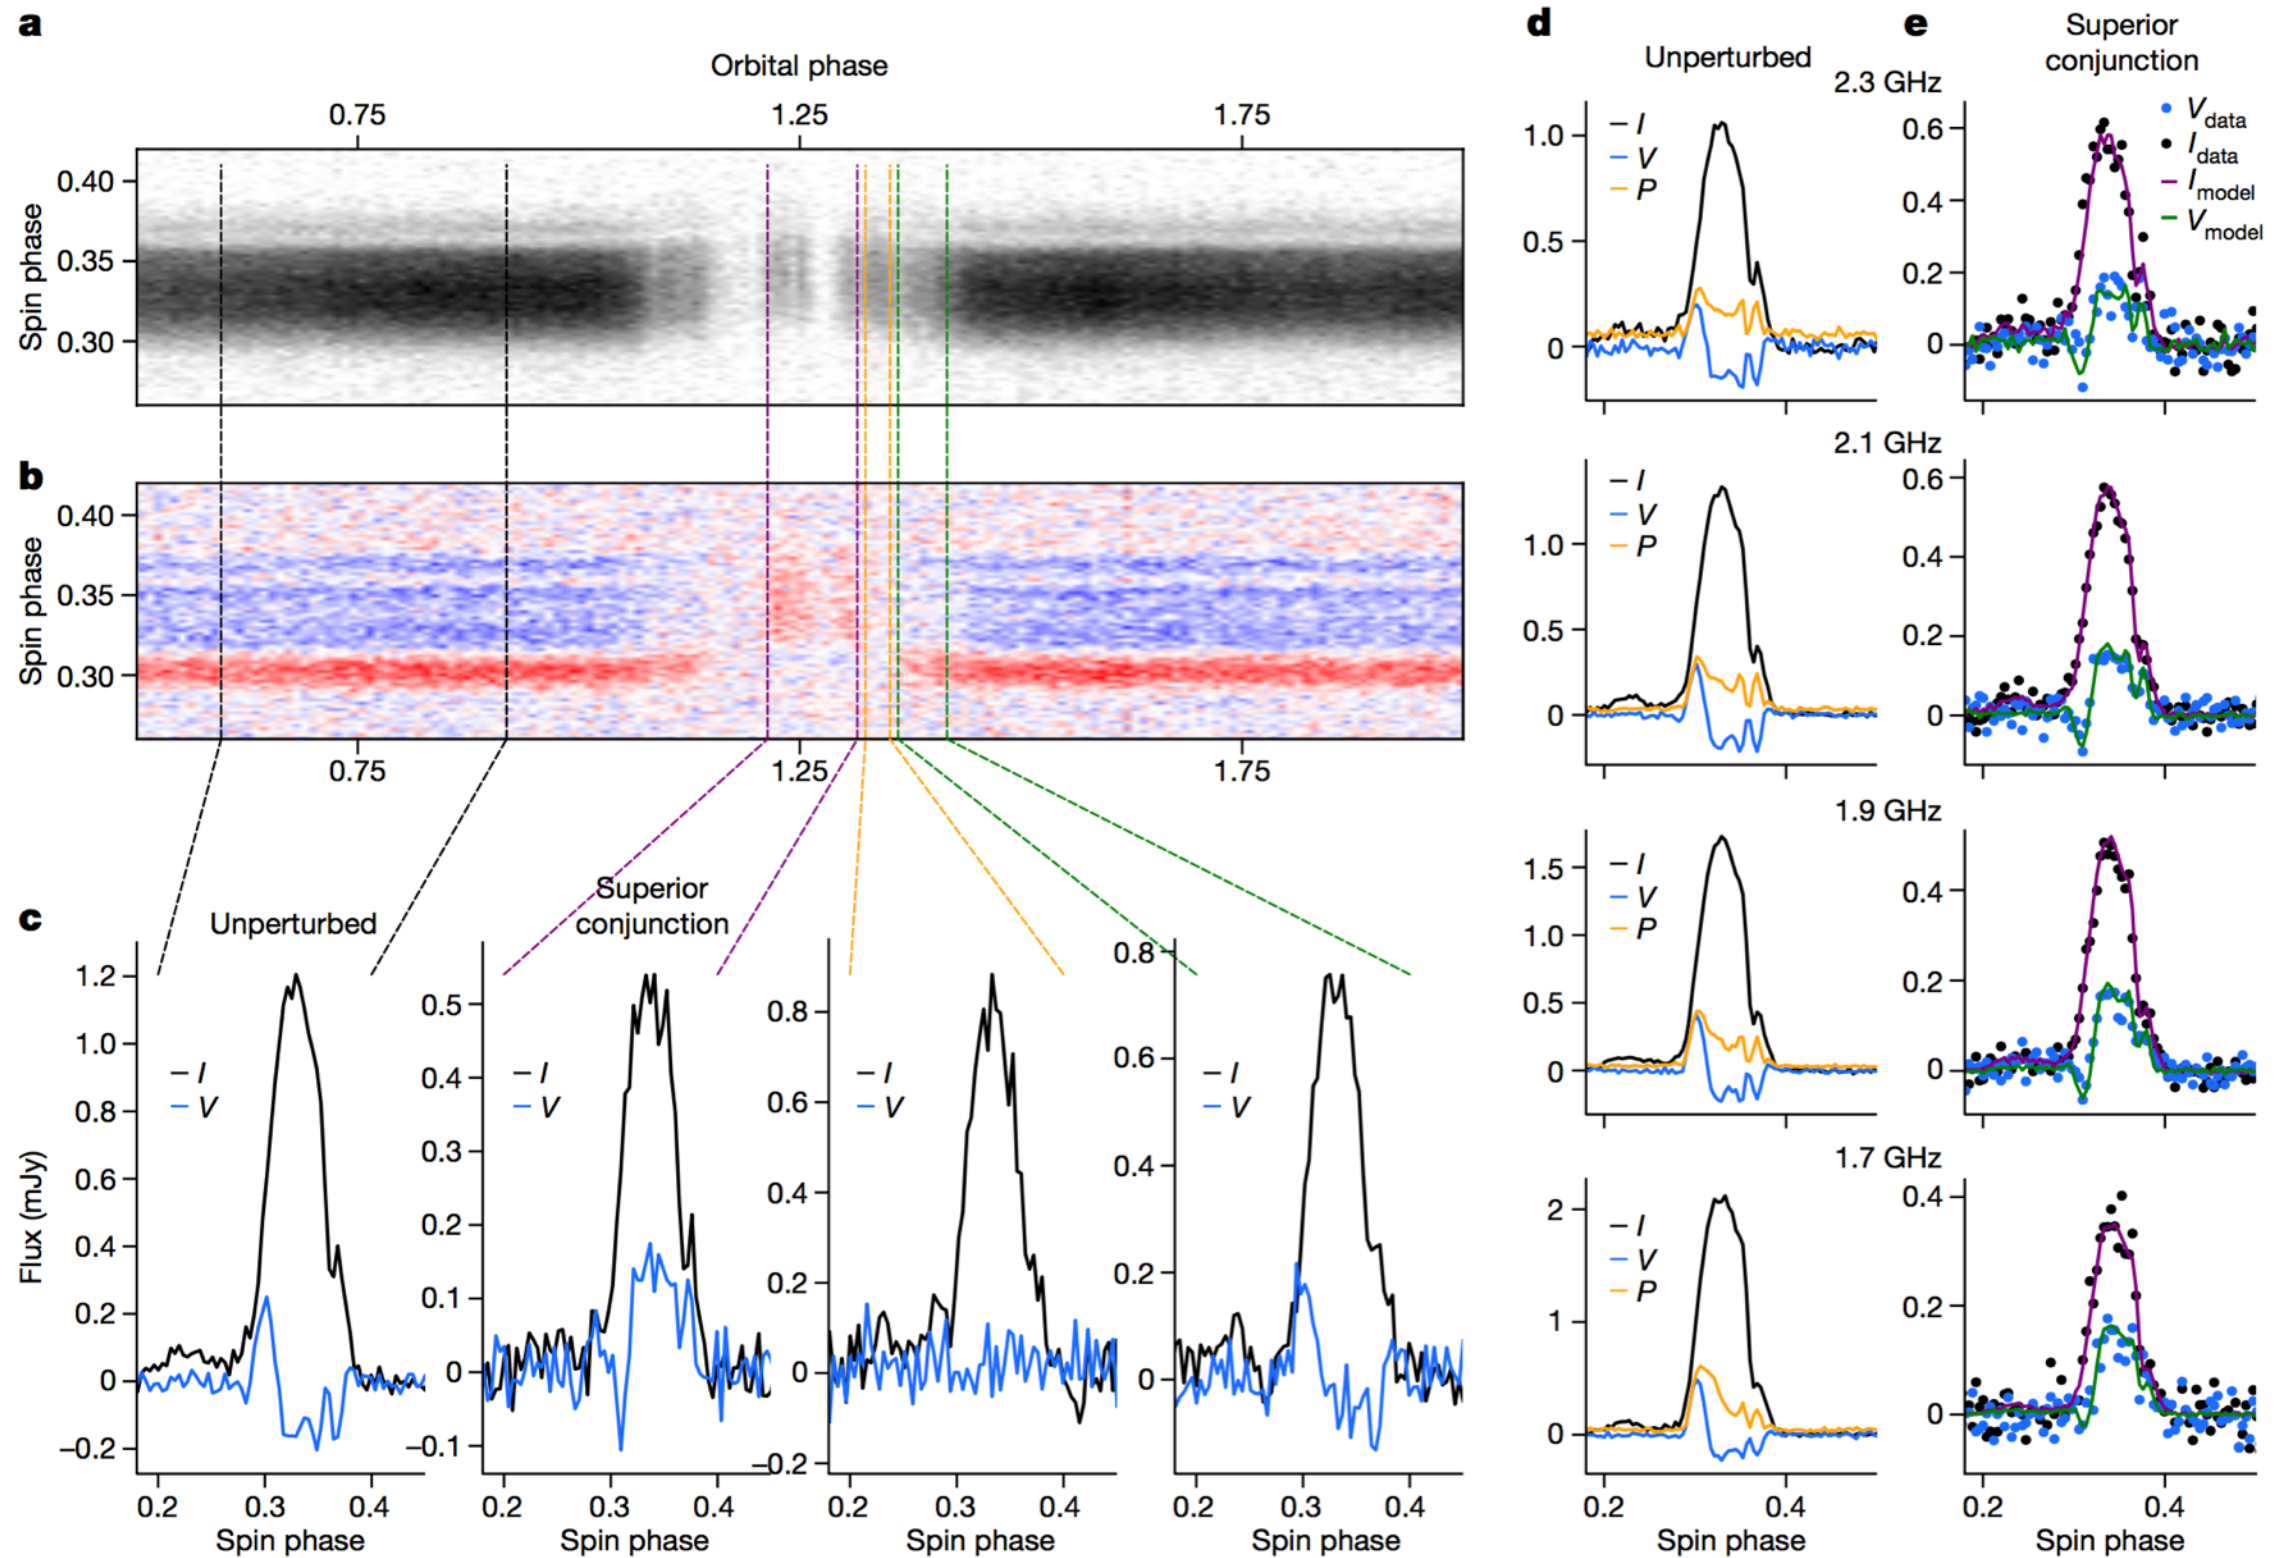 a
Orbital phase
0.75 1.25 1.75
Spin phase
0.40
0.35
0.30
b
Spin phase
0.40
0.35
0.30
0.75 1.25 1.75
c
Unperturbed
Superior
conjunction
Flux (mJy)
1.2
1.0
0.8
0.6
0.4
0.2
0
–0.2
I
V
0.2 0.3 0.4
Spin phase
0.5
0.4
0.3
0.2
0.1
0
–0.1
I
V
0.2 0.3 0.4
Spin phase
0.8
0.6
0.4
0.2
0
–0.2
I
V
0.2 0.3 0.4
Spin phase
0.8
0.6
0.4
0.2
0
I
V
0.2 0.3 0.4
Spin phase
d
Unperturbed
e
Superior
conjunction
2.3 GHz
1.0
0.5
0
I
V
P
0.6
0.4
0.2
0
Vdata
Idata
Imodel
Vmodel
2.1 GHz
1.0
0.5
0
I
V
P
0.6
0.4
0.2
0
1.9 GHz
1.5
1.0
0.5
0
I
V
P
0.4
0.2
0
1.7 GHz
2
1
0
I
V
P
0.4
0.2
0
0.2 0.4
Spin phase
0.2 0.4
Spin phase